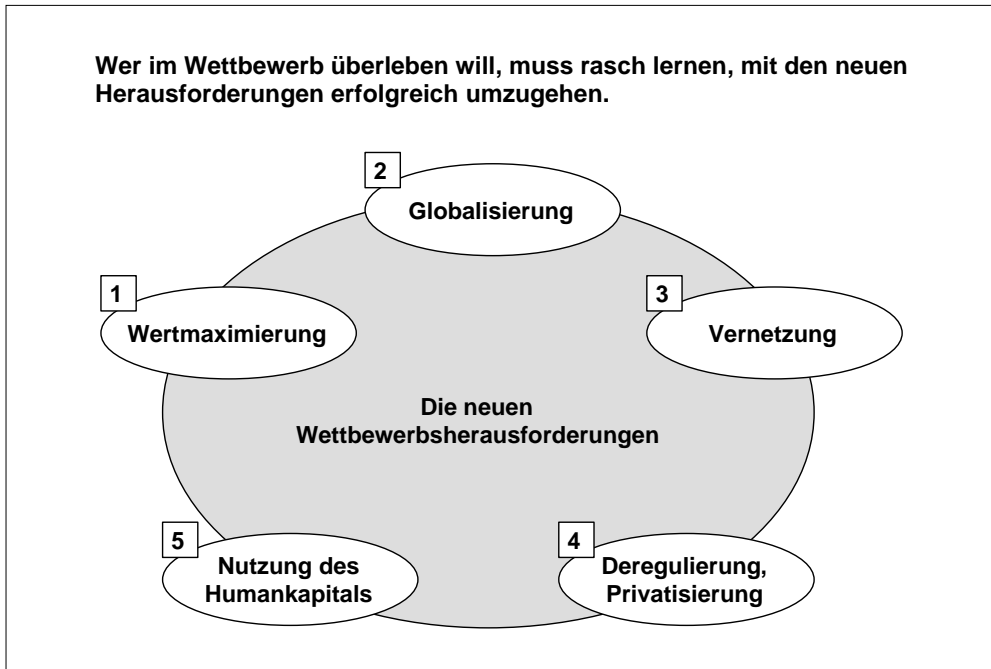 Wer im Wettbewerb überleben will, muss rasch lernen, mit den neuen
Herausforderungen erfolgreich umzugehen.
2
Globalisierung
1
Wertmaximierung
3
Vernetzung
Die neuen
Wettbewerbsherausforderungen
5
Nutzung des
Humankapitals
4
Deregulierung,
Privatisierung